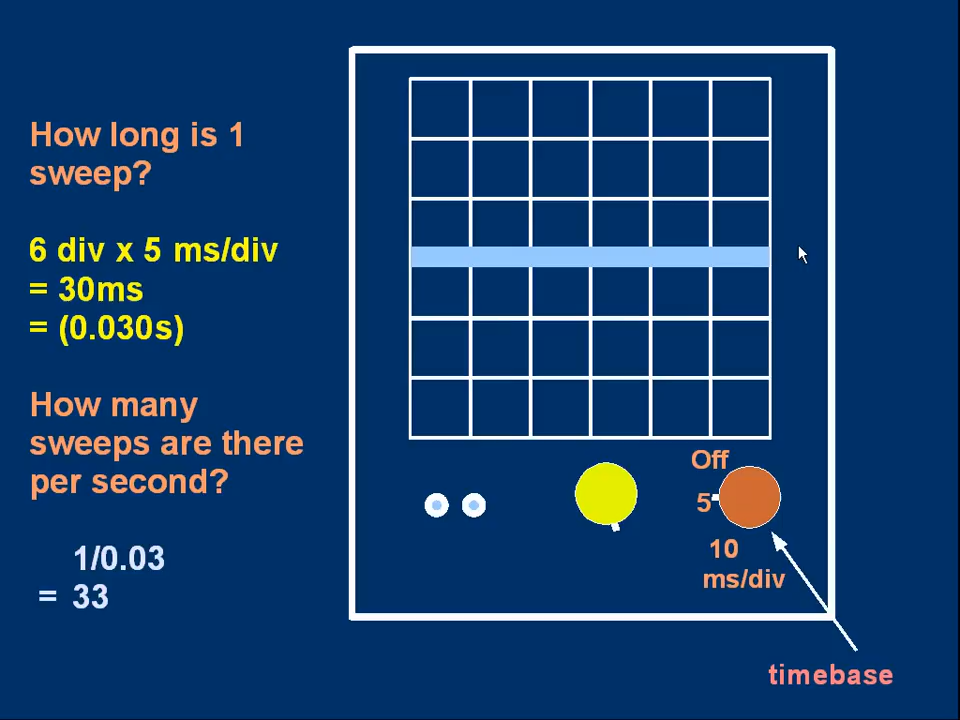 How long is 1
sweep?
6 div x 5 ms/div
= 30ms
= (0.030s)
How many
sweeps are there
per second?
1/0.03
= 33
Off
5
10
ms/div
timebase